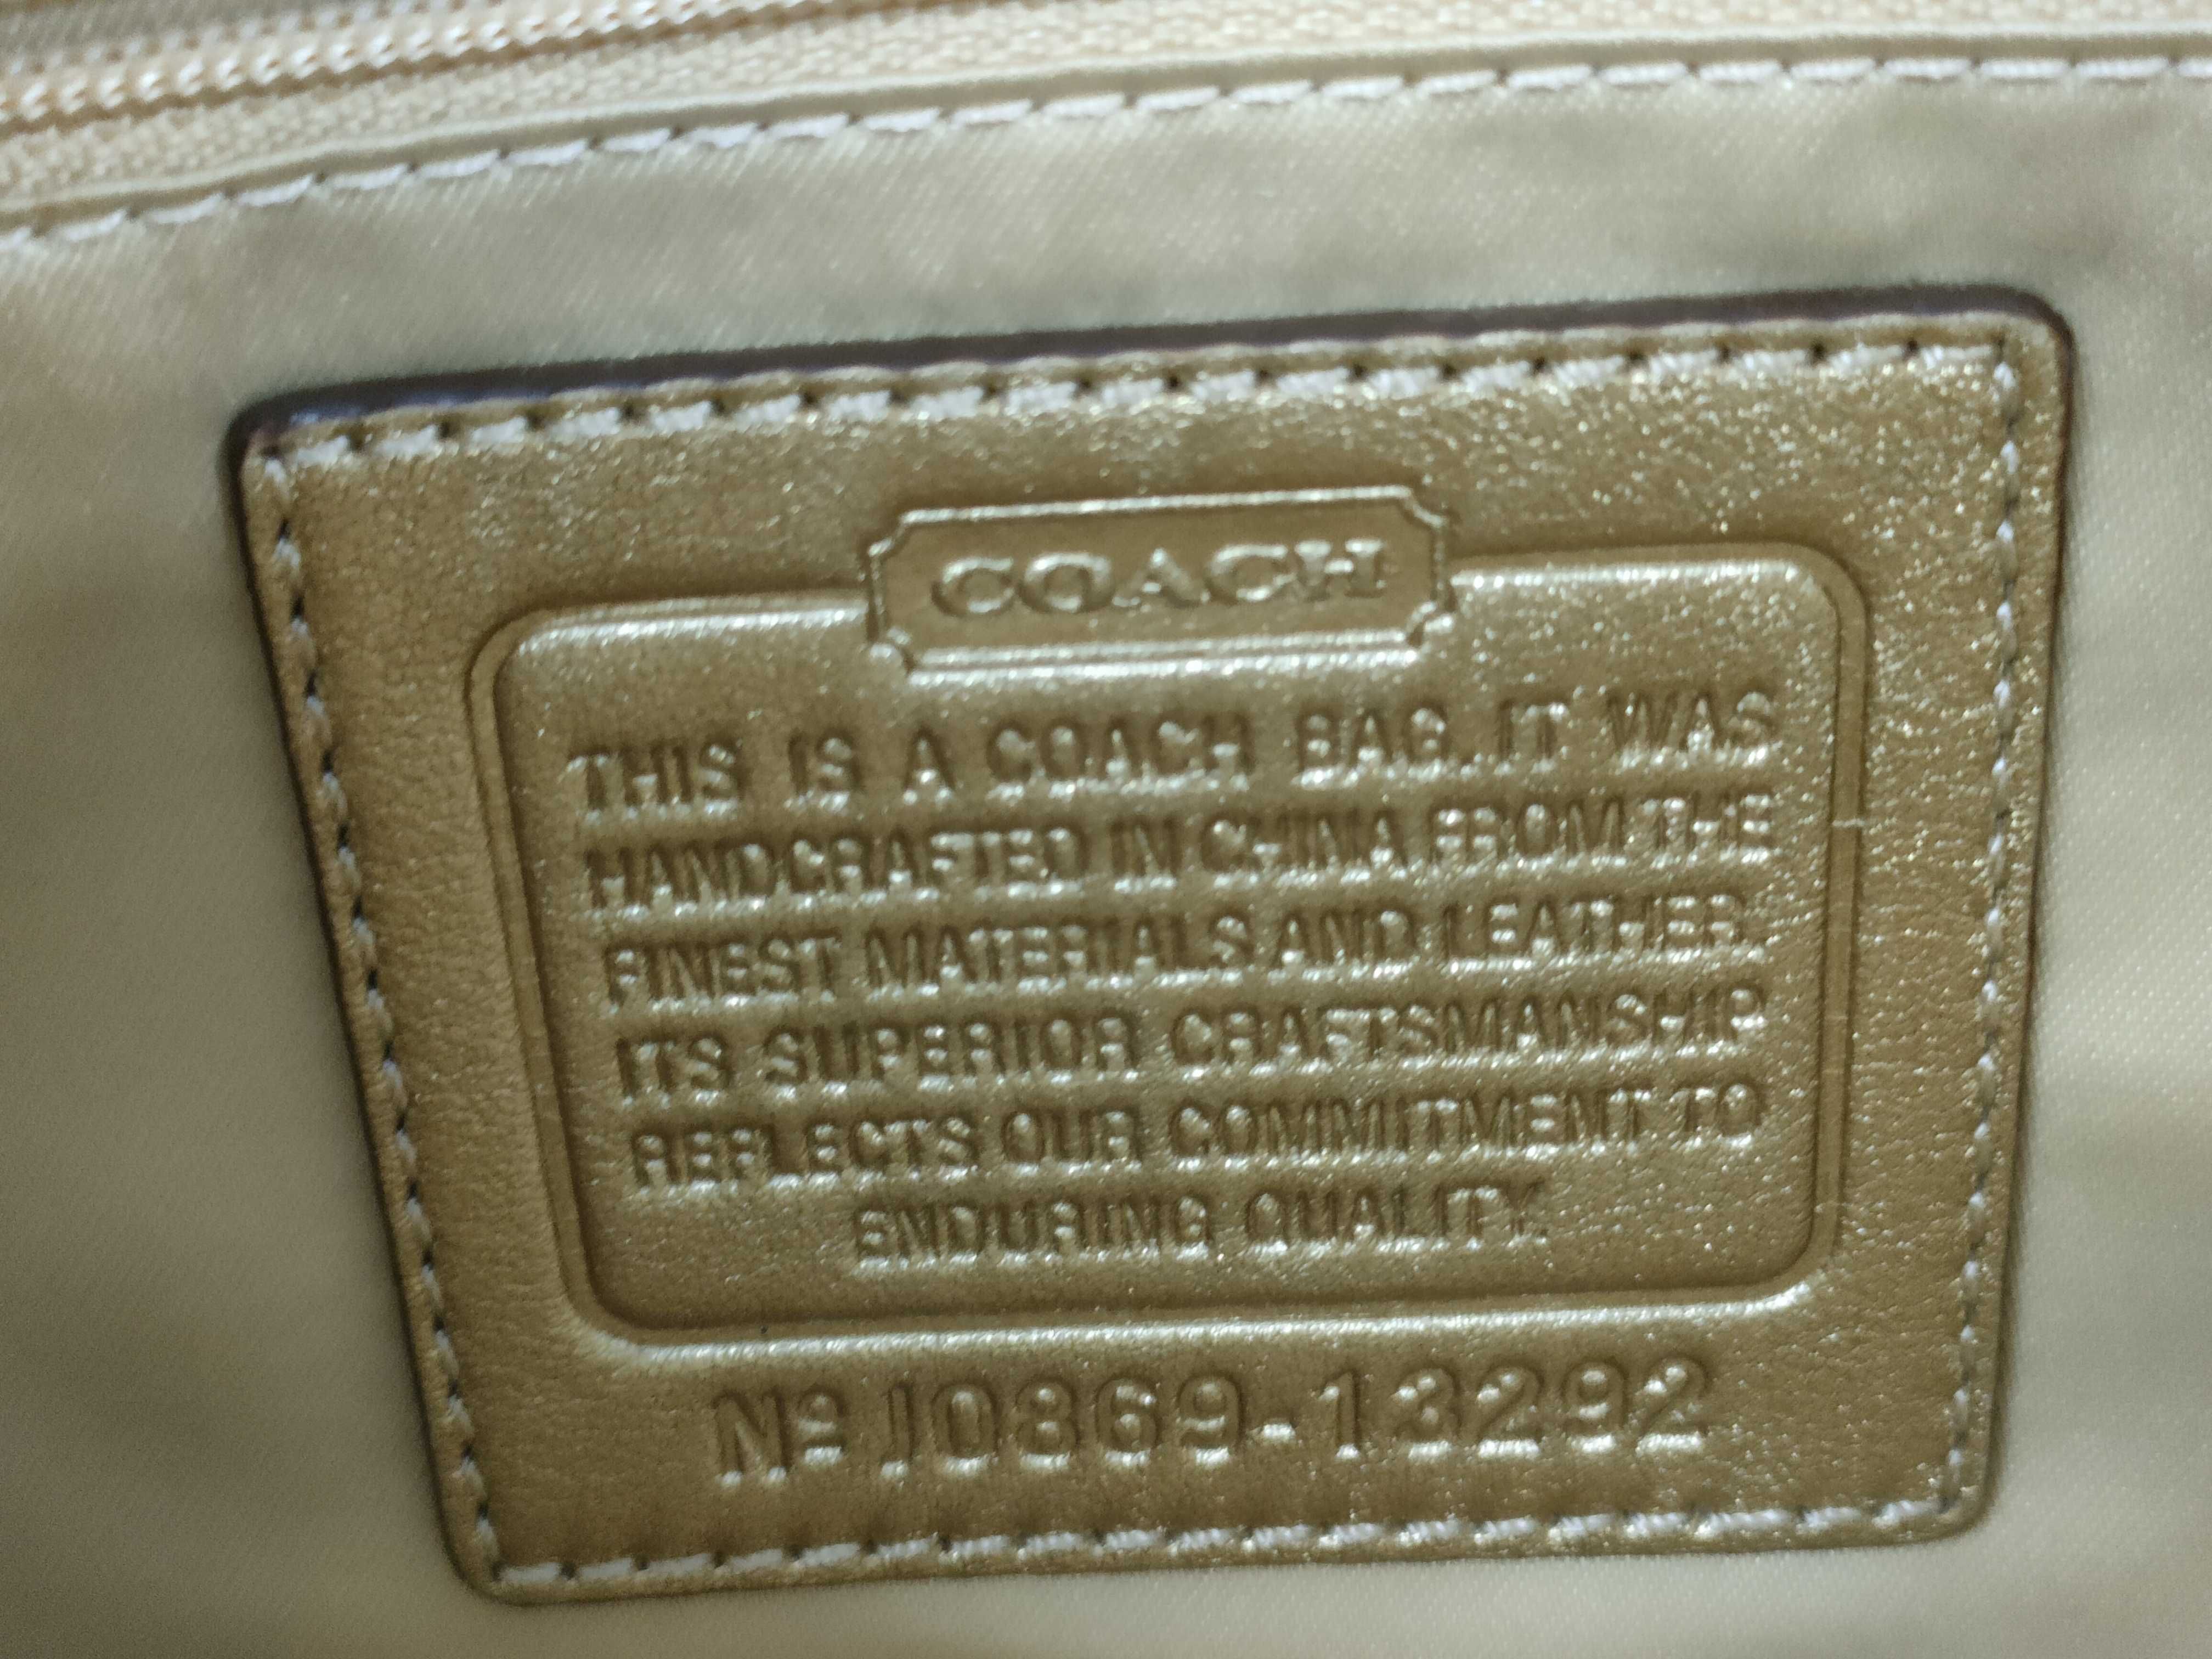 COACH
THIS IS A COACH BAG. IT WAS
HANDCRAFTED IN CHINA FROM THE
FINEST MATERIALS AND LEATHER.
ITS SUPERIOR CRAFTSMANSHIP
REFLECTS OUR COMMITMENT TO
ENDURING QUALITY.
Nº J0869-13292